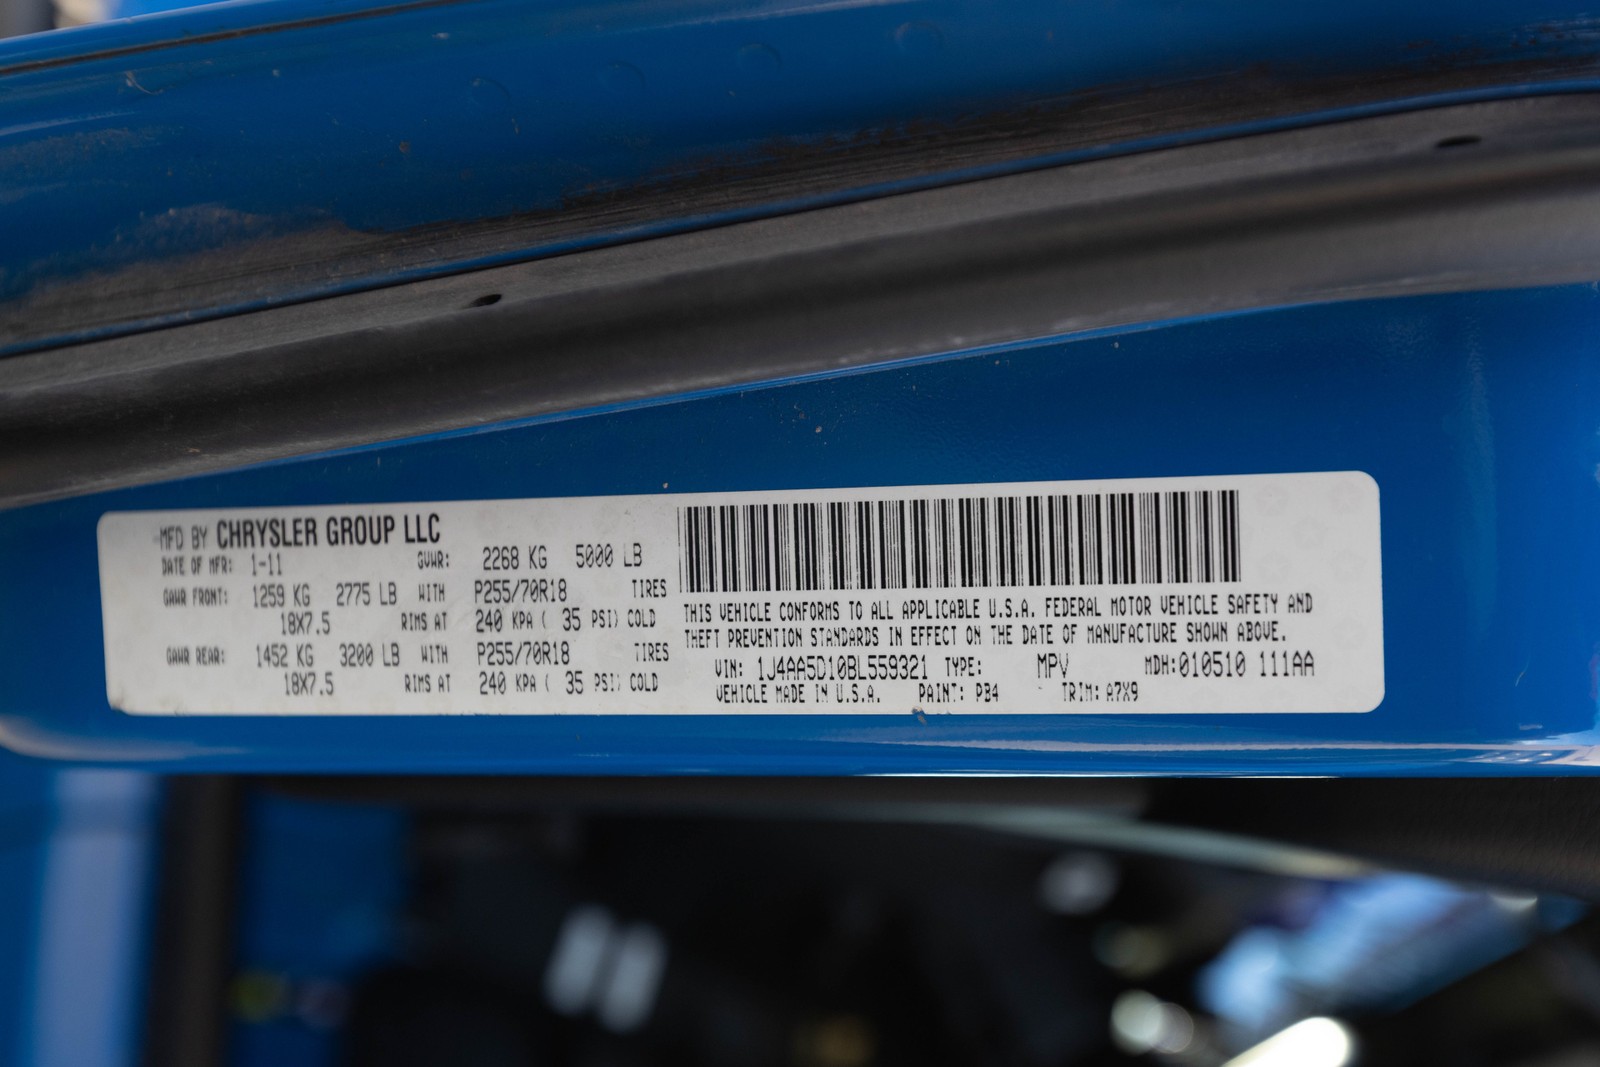 MFD BY CHRYSLER GROUP LLC
DATE OF MFR: 1-11 GVWR: 2268 KG 5000 LB
GAWR FRONT: 1259 KG 2775 LB WITH P255/70R18 TIRES
18X7.5 RIMS AT 240 KPA ( 35 PSI) COLD
GAWR REAR: 1452 KG 3200 LB WITH P255/70R18 TIRES
18X7.5 RIMS AT 240 KPA ( 35 PSI) COLD
THIS VEHICLE CONFORMS TO ALL APPLICABLE U.S.A. FEDERAL MOTOR VEHICLE SAFETY AND
THEFT PREVENTION STANDARDS IN EFFECT ON THE DATE OF MANUFACTURE SHOWN ABOVE.
VIN: 1J4AA5D10BL559321 TYPE: MPV MDH:010510 111AA
VEHICLE MADE IN U.S.A. PAINT: PB4 TRIM: A7X9